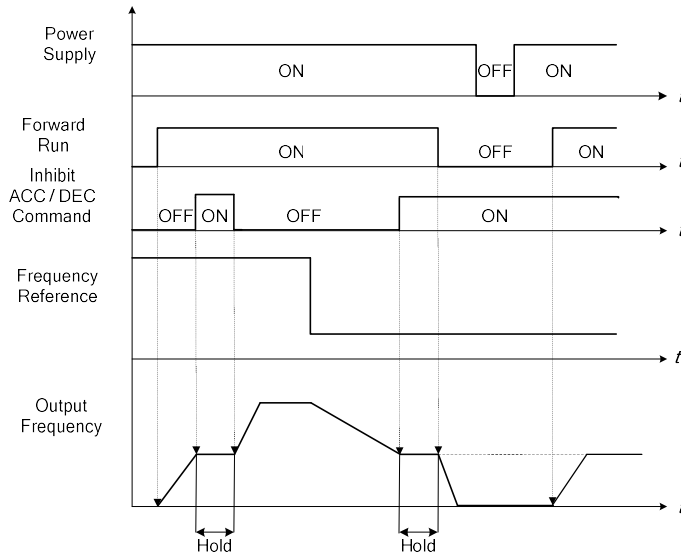 Power
Supply
ON
OFF
ON
Forward
Run
ON
OFF
ON
Inhibit
ACC / DEC
Command
OFF
ON
OFF
ON
Frequency
Reference
t
Output
Frequency
Hold
Hold